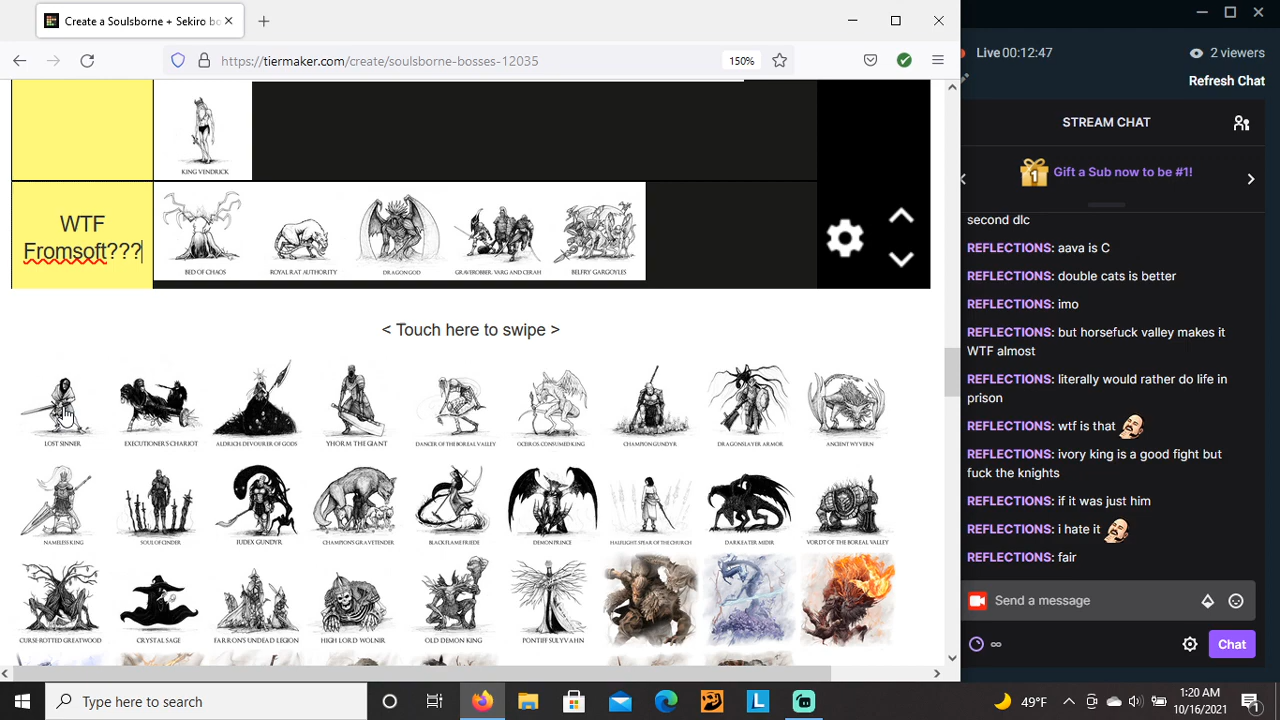 Create a Soulsborne + Sekiro bo
https://tiermaker.com/create/soulsborne-bosses-12035
150%
KING VENDRICK
WTF
Fromsoft???
BED OF CHAOS
ROYAL RAT AUTHORITY
DRAGON GOD
GRAVEROBBER, VARG AND CERAH
BELFRY GARGOYLES
< Touch here to swipe >
LOST SINNER
EXECUTIONER'S CHARIOT
ALDRICH, DEVOURER OF GODS
YHORM THE GIANT
DANCER OF THE BOREAL VALLEY
OCEIROS, CONSUMED KING
CHAMPION GUNDYR
DRAGONSLAYER ARMOR
ANCIENT WYVERN
NAMELESS KING
SOUL OF CINDER
JUDEX GUNDYR
CHAMPION'S GRAVETENDER
BLACKFLAME FRIEDE
DEMON PRINCE
HALFLIGHT, SPEAR OF THE CHURCH
DARKEATER MIDIR
VORDT OF THE BOREAL VALLEY
CURSE-ROTTED GREATWOOD
CRYSTAL SAGE
FARRON'S UNDEAD LEGION
HIGH LORD WOLNIR
OLD DEMON KING
PONTIFF SULYVAHN
Live 00:12:47
2 viewers
Refresh Chat
STREAM CHAT
1
Gift a Sub now to be #1!
second dlc
REFLECTIONS: aava is C
REFLECTIONS: double cats is better
REFLECTIONS: imo
REFLECTIONS: but horsefuck valley makes it
WTF almost
REFLECTIONS: literally would rather do life in
prison
REFLECTIONS: wtf is that
REFLECTIONS: ivory king is a good fight but
fuck the knights
REFLECTIONS: if it was just him
REFLECTIONS: i hate it
REFLECTIONS: fair
Send a message
∞
Chat
Type here to search
L
49°F
:20 AM
10/16/2021
1